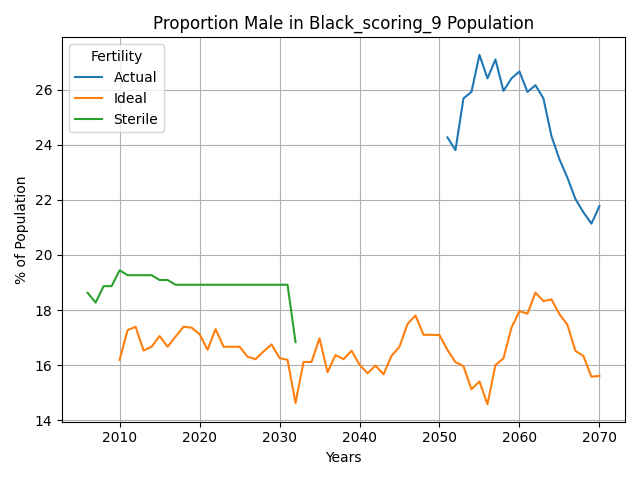 Proportion Male in Black_scoring_9 Population
Fertility
Actual
Ideal
Sterile
% of Population
26
24
22
20
18
16
14
2010 2020 2030 2040 2050 2060 2070
Years